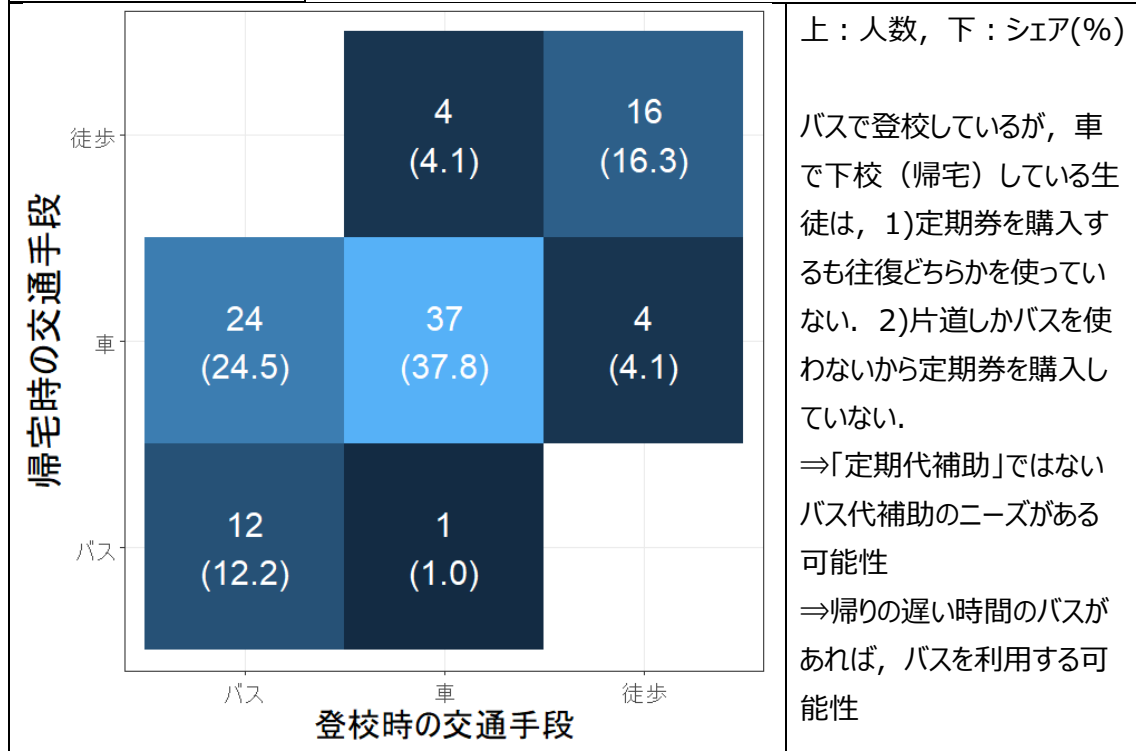 上：人数，下：シェア(%)
徒歩
4
(4.1)
16
(16.3)
車
24
(24.5)
37
(37.8)
4
(4.1)
バス
12
(12.2)
1
(1.0)
バス
車
徒歩
帰宅時の交通手段
登校時の交通手段
バスで登校しているが，車
で下校（帰宅）している生
徒は，1)定期券を購入す
るも往復どちらかを使ってい
ない．2)片道しかバスを使
わないから定期券を購入し
ていない．
⇒「定期代補助」ではない
バス代補助のニーズがある
可能性
⇒帰りの遅い時間のバスが
あれば，バスを利用する可
能性